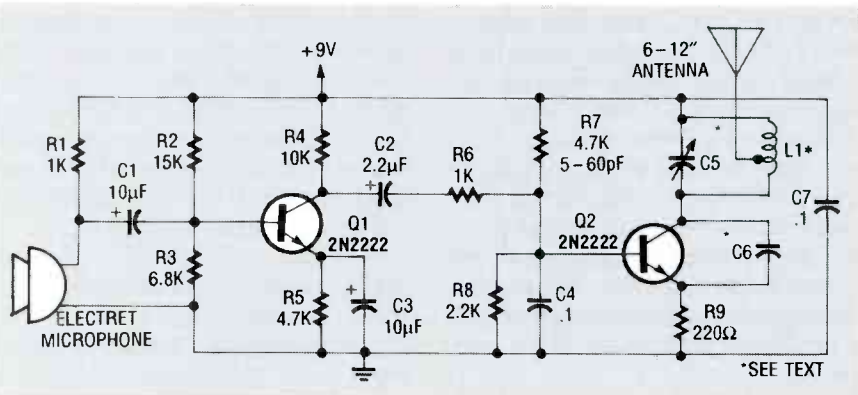 +9V
6–12"
ANTENNA
R1
1K
R2
15K
R4
10K
C1
10µF
C2
2.2µF
R6
1K
R7
4.7K
5–60pF
*
C5
L1*
C7
.1
Q1
2N2222
Q2
2N2222
*
C6
R3
6.8K
R5
4.7K
C3
10µF
R8
2.2K
C4
.1
R9
220Ω
ELECTRET
MICROPHONE
*SEE TEXT
+
+
+